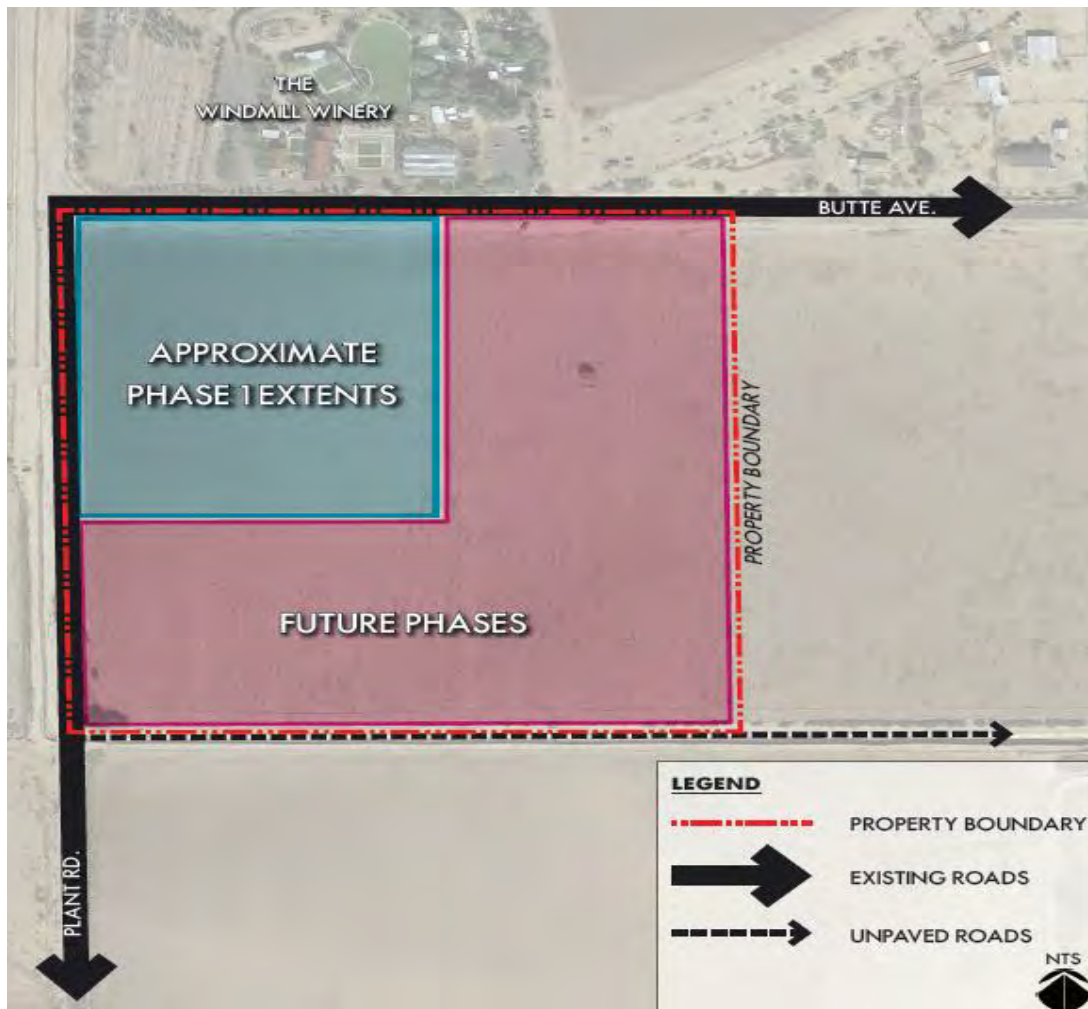 THE
WINDMILL WINERY
BUTTE AVE.
APPROXIMATE
PHASE 1 EXTENTS
PROPERTY BOUNDARY
FUTURE PHASES
PLANT RD.
LEGEND
PROPERTY BOUNDARY
EXISTING ROADS
UNPAVED ROADS
NTS